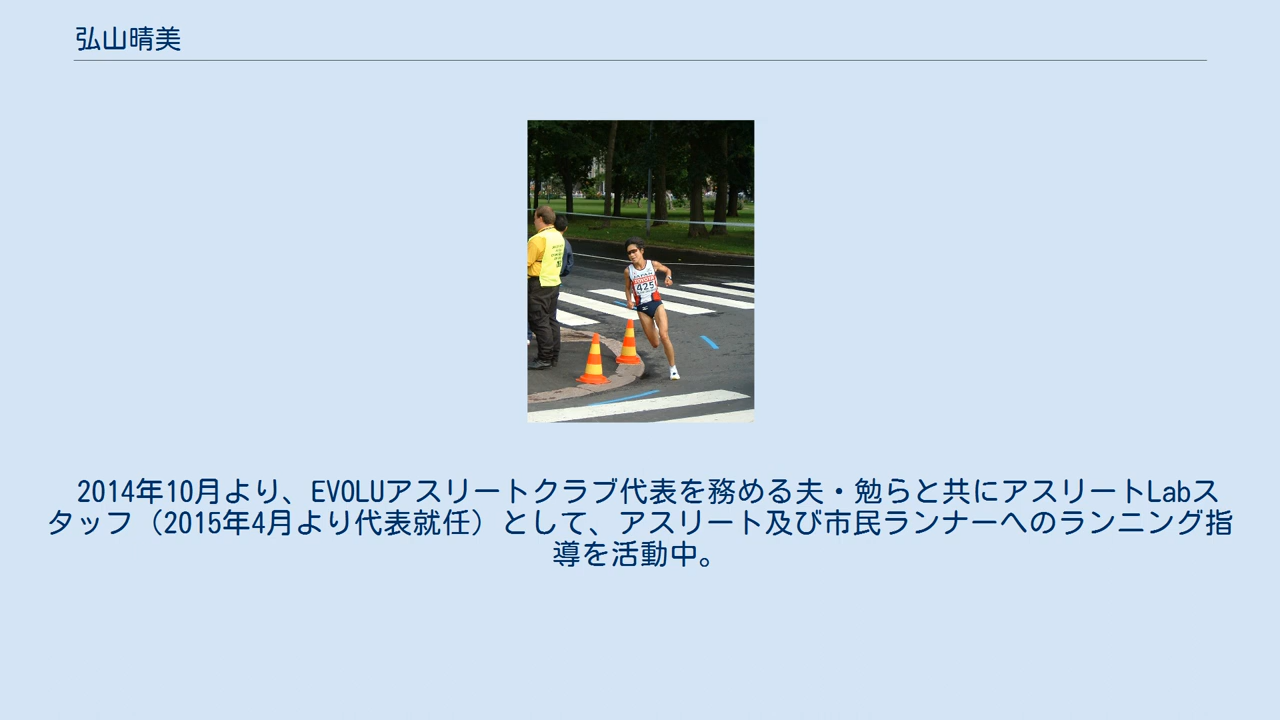 弘山晴美
JAPAN
TOYOTA
425
2014年10月より、EVOLUアスリートクラブ代表を務める夫・勉らと共にアスリートLabス
タッフ（2015年4月より代表就任）として、アスリート及び市民ランナーへのランニング指
導を活動中。